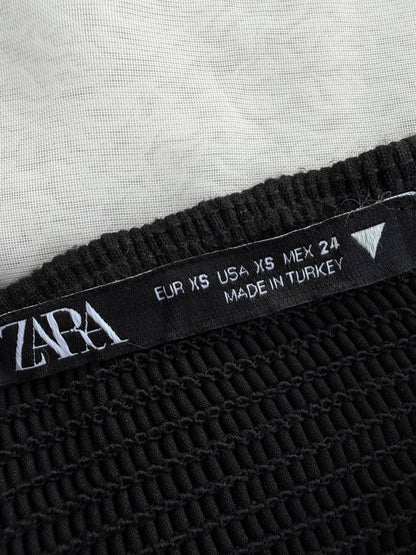 ZARA
EUR XS USA XS MEX 24
MADE IN TURKEY